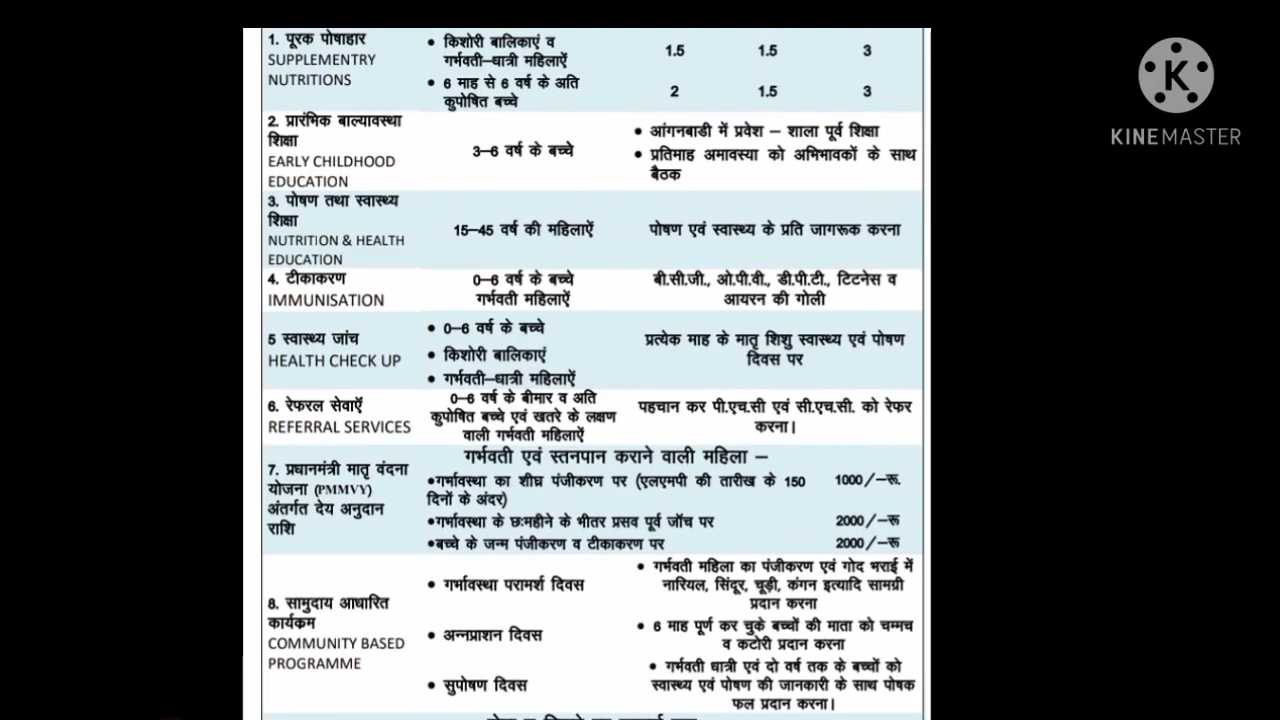 1. पूरक पोषाहार
SUPPLEMENTRY
NUTRITIONS
• किशोरी बालिकाएं व
गर्भवती–धात्री महिलाऐं
1.5 1.5 3
• 6 माह से 6 वर्ष के अति
कुपोषित बच्चे
2 1.5 3
2. प्रारंभिक बाल्यावस्था
शिक्षा
EARLY CHILDHOOD
EDUCATION
3–6 वर्ष के बच्चे
• आंगनबाडी में प्रवेश – शाला पूर्व शिक्षा
• प्रतिमाह अमावस्या को अभिभावकों के साथ
बैठक
3. पोषण तथा स्वास्थ्य
शिक्षा
NUTRITION & HEALTH
EDUCATION
15–45 वर्ष की महिलाऐं
पोषण एवं स्वास्थ्य के प्रति जागरूक करना
4. टीकाकरण
IMMUNISATION
0–6 वर्ष के बच्चे
गर्भवती महिलाऐं
बी.सी.जी., ओ.पी.वी., डी.पी.टी., टिटनेस व
आयरन की गोली
5 स्वास्थ्य जांच
HEALTH CHECK UP
• 0–6 वर्ष के बच्चे
• किशोरी बालिकाएं
• गर्भवती–धात्री महिलाऐं
प्रत्येक माह के मातृ शिशु स्वास्थ्य एवं पोषण
दिवस पर
6. रेफरल सेवाऐं
REFERRAL SERVICES
0–6 वर्ष के बीमार व अति
कुपोषित बच्चे एवं खतरे के लक्षण
वाली गर्भवती महिलाऐं
पहचान कर पी.एच.सी एवं सी.एच.सी. को रेफर
करना।
7. प्रधानमंत्री मातृ वंदना
योजना (PMMVY)
अंतर्गत देय अनुदान
राशि
गर्भवती एवं स्तनपान कराने वाली महिला –
•गर्भावस्था का शीघ्र पंजीकरण पर (एलएमपी की तारीख के 150
दिनों के अंदर)
1000/–रू.
•गर्भावस्था के छःमहीने के भीतर प्रसव पूर्व जॉच पर 2000/–रू
•बच्चे के जन्म पंजीकरण व टीकाकरण पर 2000/–रू
8. सामुदाय आधारित
कार्यक्रम
COMMUNITY BASED
PROGRAMME
• गर्भावस्था परामर्श दिवस
• गर्भवती महिला का पंजीकरण एवं गोद भराई में
नारियल, सिंदूर, चूड़ी, कंगन इत्यादि सामग्री
प्रदान करना
• अन्नप्राशन दिवस
• 6 माह पूर्ण कर चुके बच्चों की माता को चम्मच
व कटोरी प्रदान करना
• सुपोषण दिवस
• गर्भवती धात्री एवं दो वर्ष तक के बच्चों को
स्वास्थ्य एवं पोषण की जानकारी के साथ पोषक
फल प्रदान करना।
K
KINEMASTER